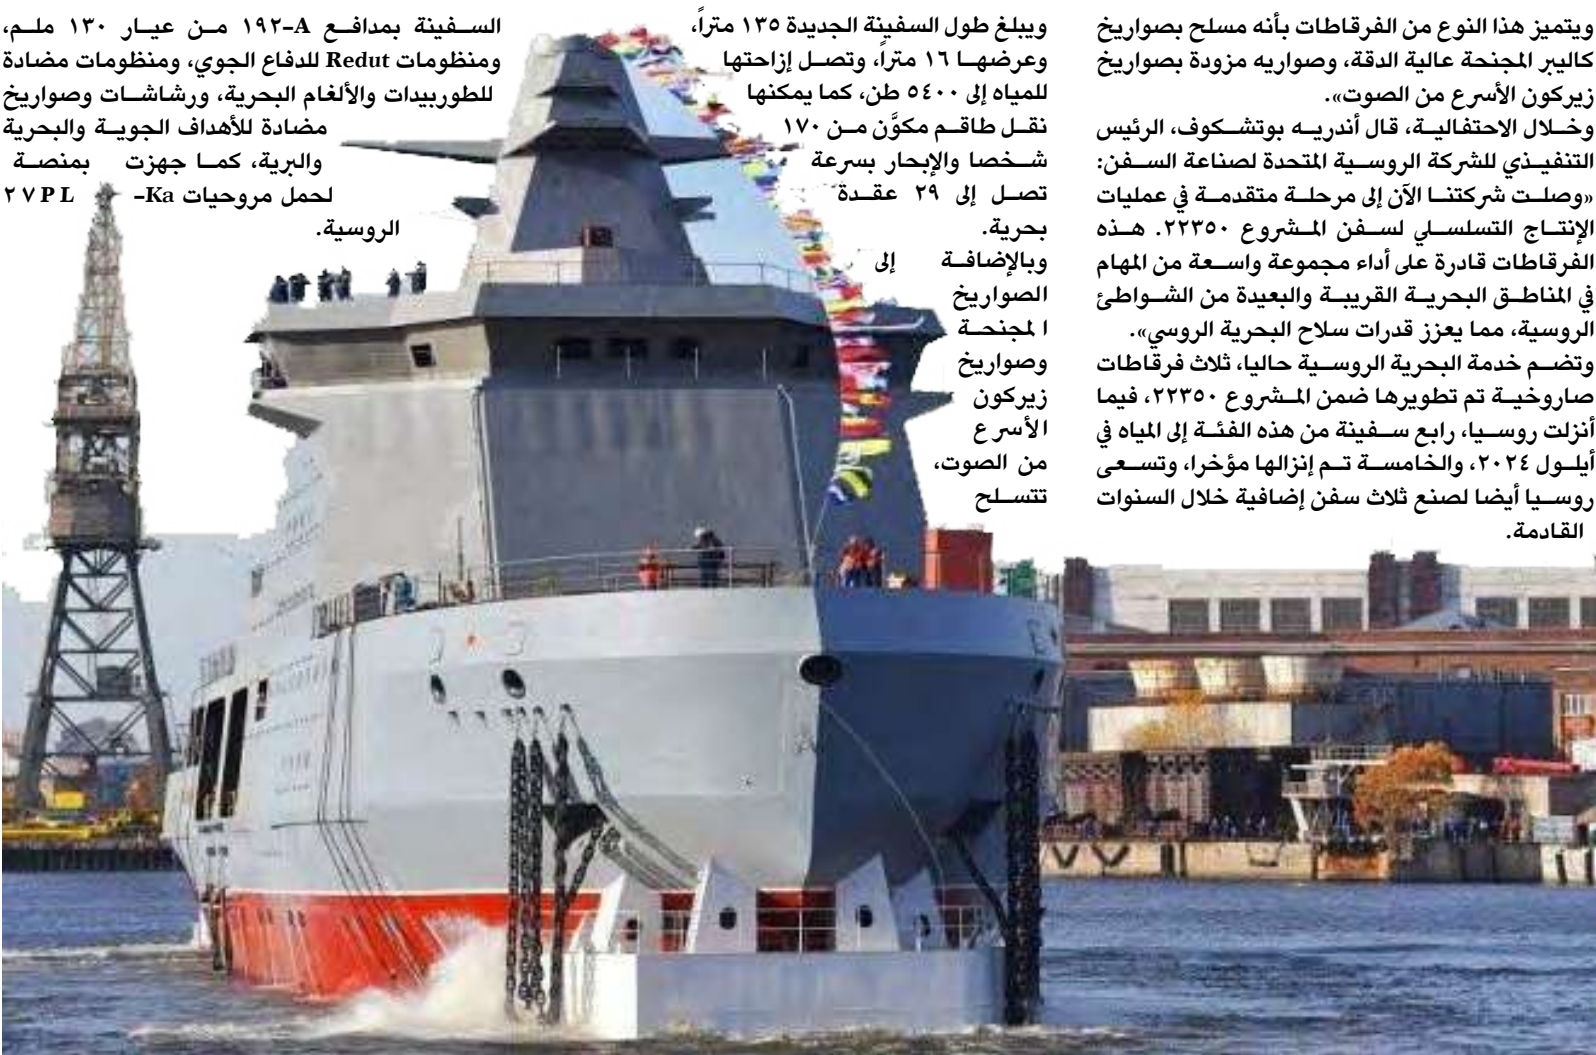 ويتميز هذا النوع من الفرقاطات بأنه مسلح بصواريخ
كاليبر المجنحة عالية الدقة، وصواريه مزودة بصواريخ
زيركون الأسرع من الصوت».
وخلال الاحتفالية، قال أندريه بوتشكوف، الرئيس
التنفيذي للشركة الروسية المتحدة لصناعة السفن:
«وصلت شركتنا الآن إلى مرحلة متقدمة في عمليات
الإنتاج التسلسلي لسفن المشروع ٢٢٣٥٠. هذه
الفرقاطات قادرة على أداء مجموعة واسعة من المهام
في المناطق البحرية القريبة والبعيدة من الشواطئ
الروسية، مما يعزز قدرات سلاح البحرية الروسي».
وتضم خدمة البحرية الروسية حاليا، ثلاث فرقاطات
صاروخية تم تطويرها ضمن المشروع ٢٢٣٥٠، فيما
أنزلت روسيا، رابع سفينة من هذه الفئة إلى المياه في
أيلول ٢٠٢٤، والخامسة تم إنزالها مؤخرا، وتسعى
روسيا أيضا لصنع ثلاث سفن إضافية خلال السنوات
القادمة.
ويبلغ طول السفينة الجديدة ١٣٥ متراً،
وعرضها ١٦ متراً، وتصل إزاحتها
للمياه إلى ٥٤٠٠ طن، كما يمكنها
نقل طاقم مكوَّن من ١٧٠
شخصا والإبحار بسرعة
تصل إلى ٢٩ عقدة
بحرية.
وبالإضافة إلى
الصواريخ
المجنحة
وصواريخ
زيركون
الأسرع
من الصوت،
تتسلح
السفينة بمدافع A-١٩٢ من عيار ١٣٠ ملم،
ومنظومات Redut للدفاع الجوي، ومنظومات مضادة
للطوربيدات والألغام البحرية، ورشاشات وصواريخ
مضادة للأهداف الجوية والبحرية
والبرية، كما جهزت بمنصة
لحمل مروحيات Ka-٢٧PL
الروسية.